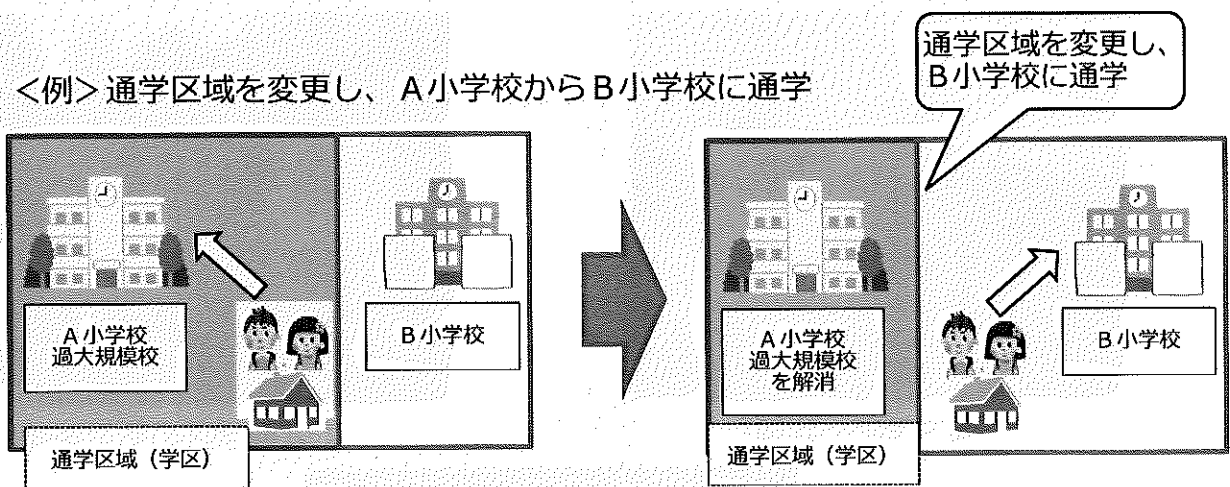 通学区域を変更し、
B小学校に通学
<例>通学区域を変更し、A小学校からB小学校に通学
A小学校
過大規模校
B小学校
通学区域（学区）
A小学校
過大規模校
を解消
B小学校
通学区域（学区）